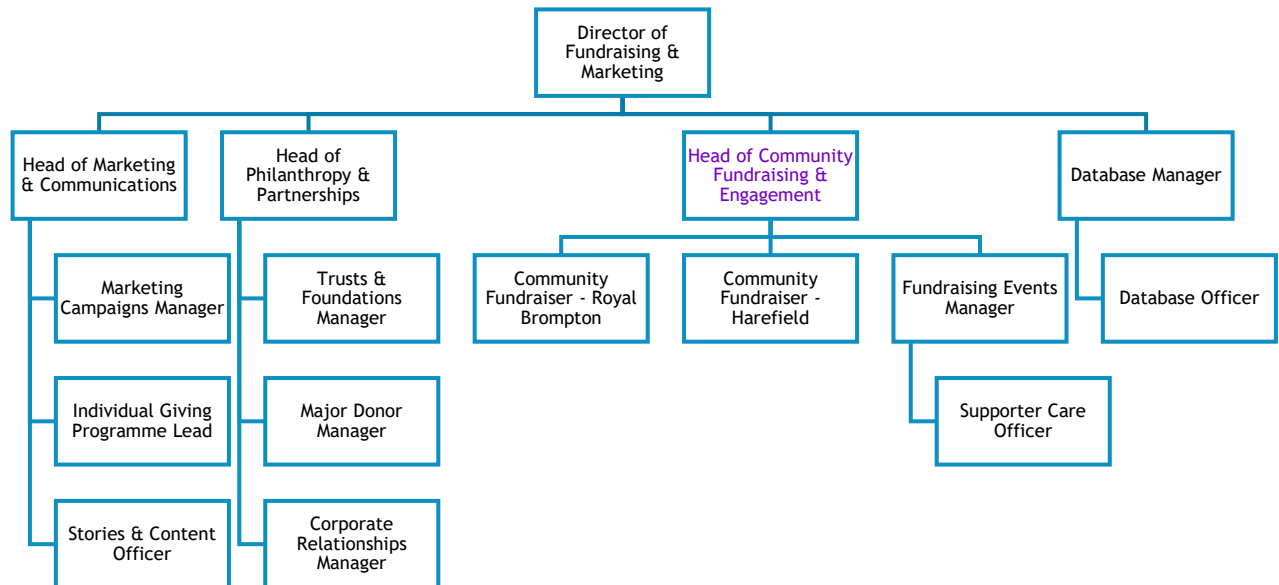 Director of
Fundraising &
Marketing
Head of Marketing
& Communications
Head of
Philanthropy &
Partnerships
Head of Community
Fundraising &
Engagement
Database Manager
Marketing
Campaigns Manager
Trusts &
Foundations
Manager
Community
Fundraiser - Royal
Brompton
Community
Fundraiser -
Harefield
Fundraising Events
Manager
Database Officer
Individual Giving
Programme Lead
Major Donor
Manager
Supporter Care
Officer
Stories & Content
Officer
Corporate
Relationships
Manager